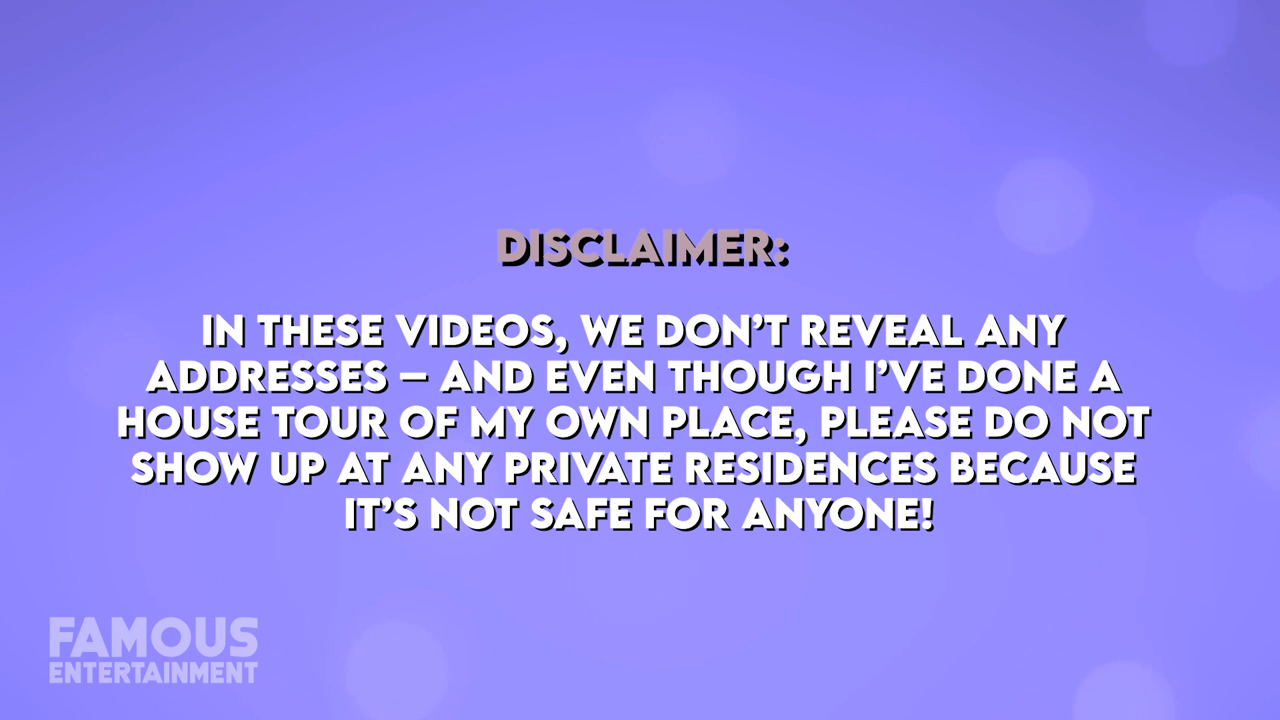 DISCLAIMER:
IN THESE VIDEOS, WE DON’T REVEAL ANY
ADDRESSES – AND EVEN THOUGH I’VE DONE A
HOUSE TOUR OF MY OWN PLACE, PLEASE DO NOT
SHOW UP AT ANY PRIVATE RESIDENCES BECAUSE
IT’S NOT SAFE FOR ANYONE!
FAMOUS
ENTERTAINMENT